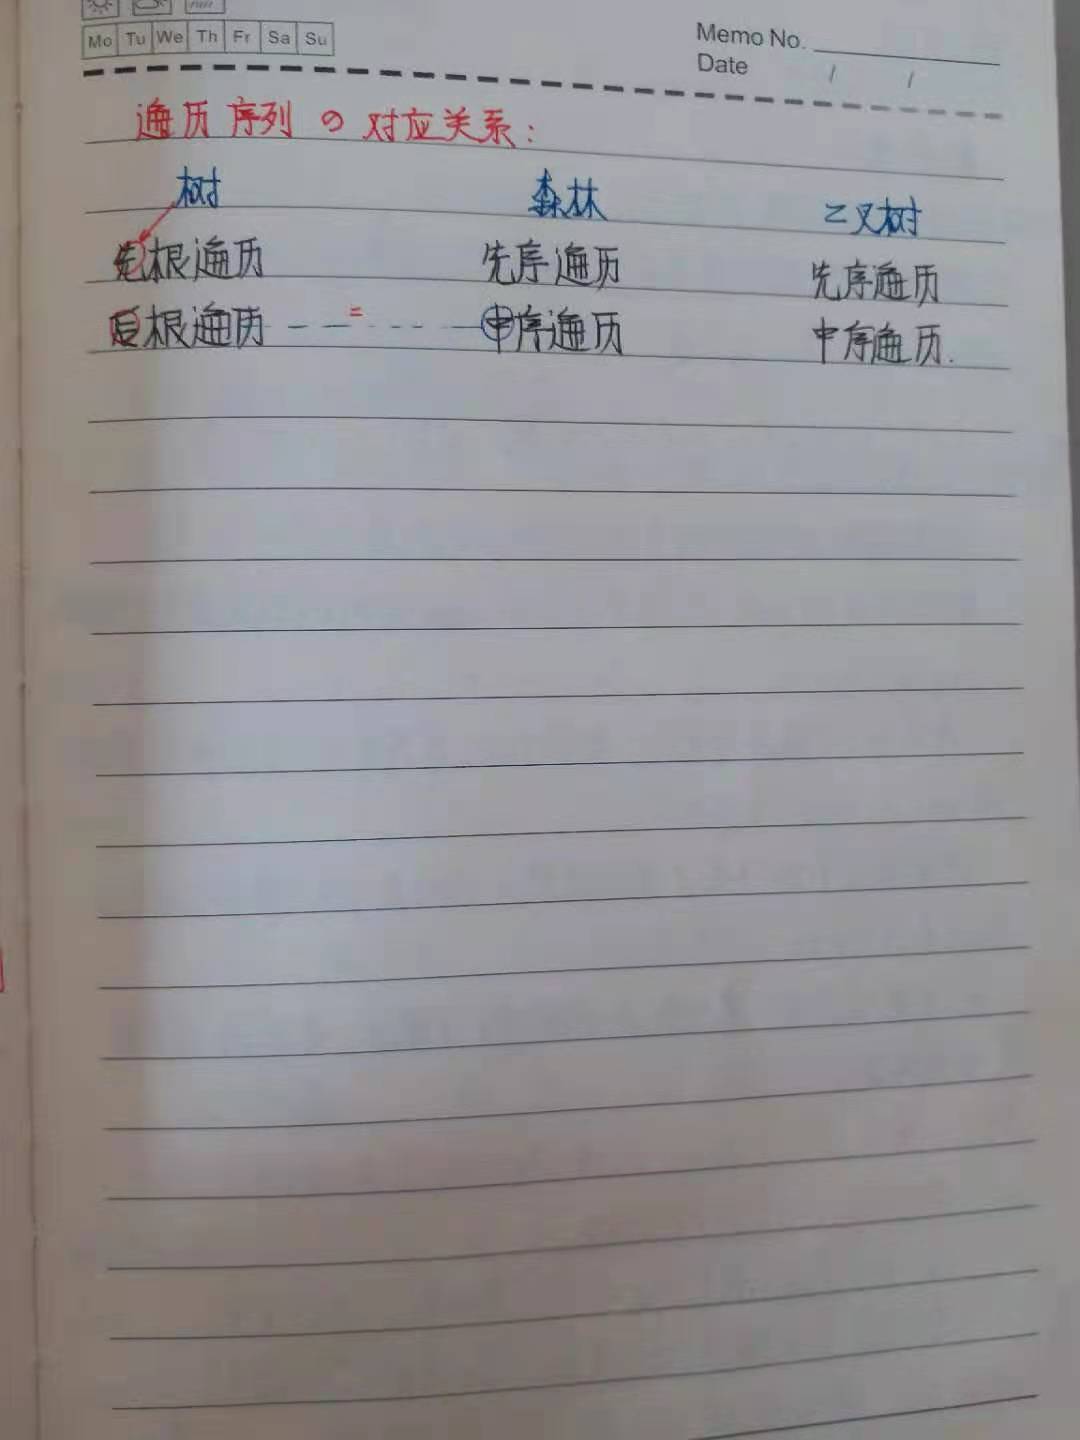 Mo Tu We Th Fr Sa Su
Memo No.
Date / /
遍历序列の对应关系:
树 森林 二叉树
先根遍历 先序遍历 先序遍历
后根遍历 = 中序遍历 中序遍历.